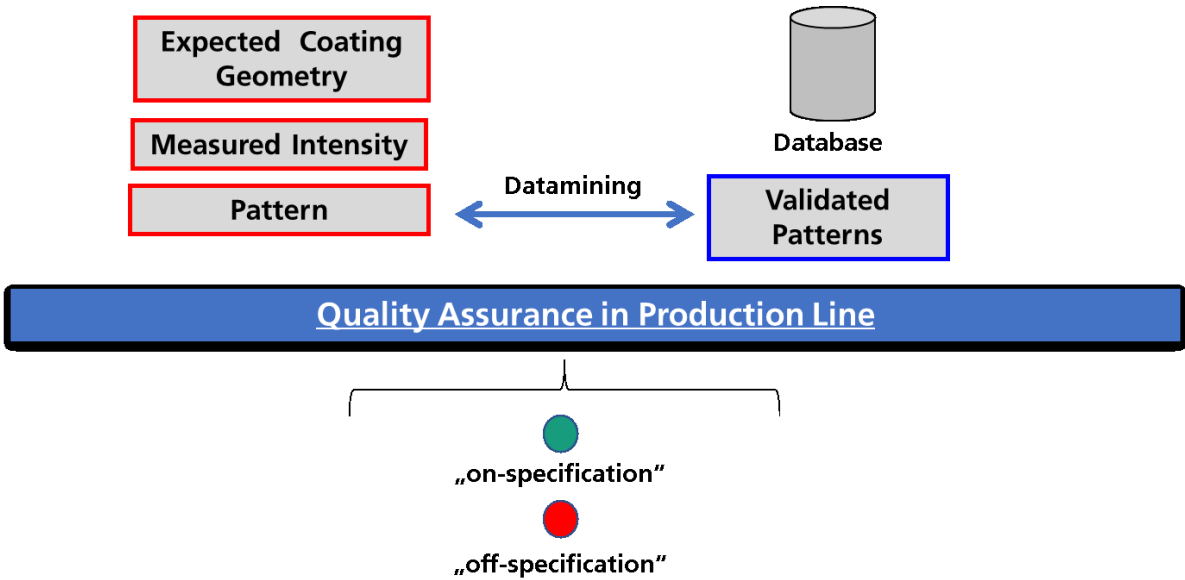 Expected Coating
Geometry
Measured Intensity
Pattern
Datamining
Database
Validated
Patterns
Quality Assurance in Production Line
„on-specification“
„off-specification“